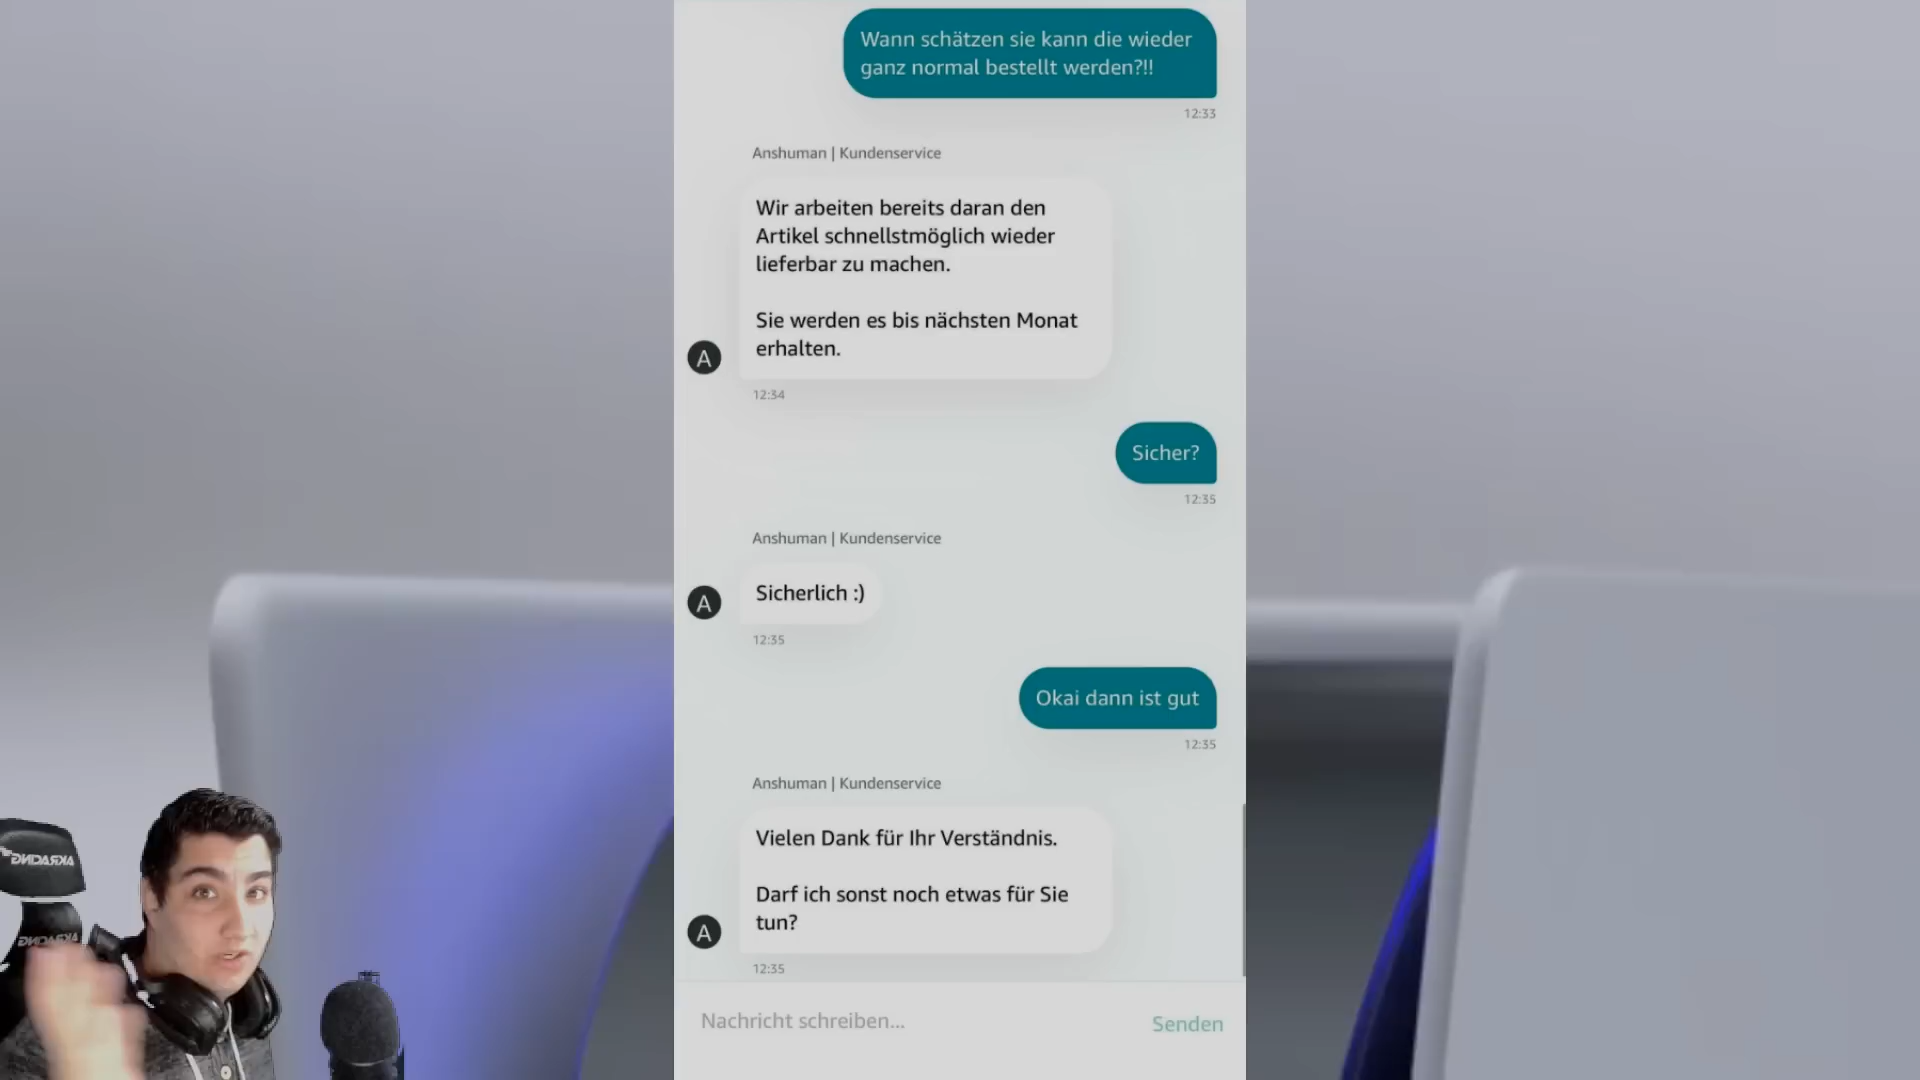 Wann schätzen sie kann die wieder
ganz normal bestellt werden?!!
12:33
Anshuman | Kundenservice
Wir arbeiten bereits daran den
Artikel schnellstmöglich wieder
lieferbar zu machen.
Sie werden es bis nächsten Monat
erhalten.
A
12:34
Sicher?
12:35
Anshuman | Kundenservice
Sicherlich :)
A
12:35
Okai dann ist gut
12:35
Anshuman | Kundenservice
Vielen Dank für Ihr Verständnis.
Darf ich sonst noch etwas für Sie
tun?
A
12:35
Nachricht schreiben...
Senden
AKRACING
AKRACING